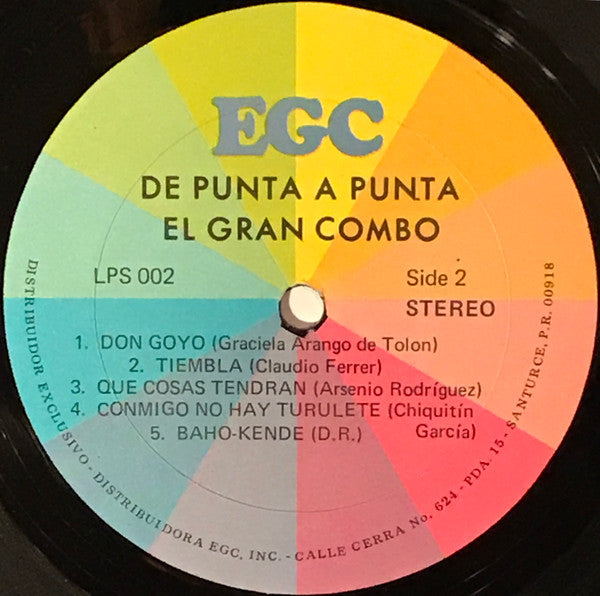 EGC
DE PUNTA A PUNTA
EL GRAN COMBO
LPS 002
Side 2
STEREO
1. DON GOYO (Graciela Arango de Tolon)
2. TIEMBLA (Claudio Ferrer)
3. QUE COSAS TENDRAN (Arsenio Rodríguez)
4. CONMIGO NO HAY TURULETE (Chiquitín
García)
5. BAHO-KENDE (D.R.)
DISTRIBUIDOR EXCLUSIVO - DISTRIBUIDORA EGC, INC. - CALLE CERRA No. 624 - PDA. 15 - SANTURCE, P.R. 00918